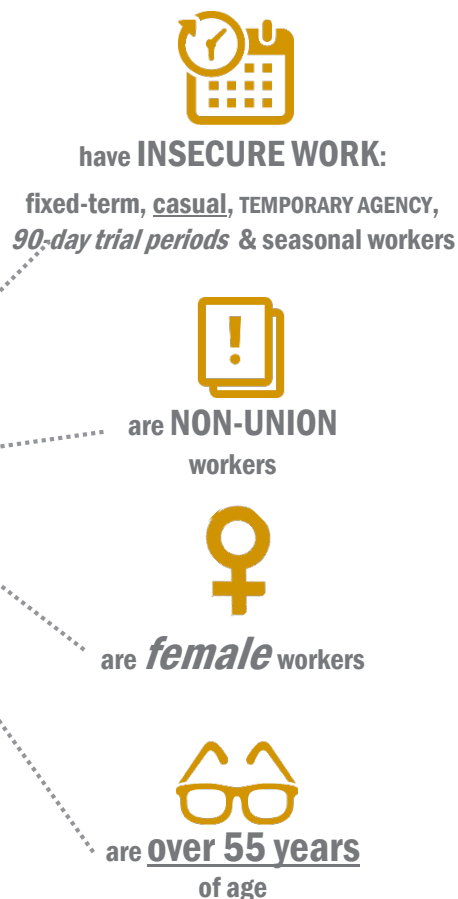 have INSECURE WORK:
fixed-term, casual, TEMPORARY AGENCY,
90-day trial periods & seasonal workers
!
are NON-UNION
workers
are female workers
are over 55 years
of age